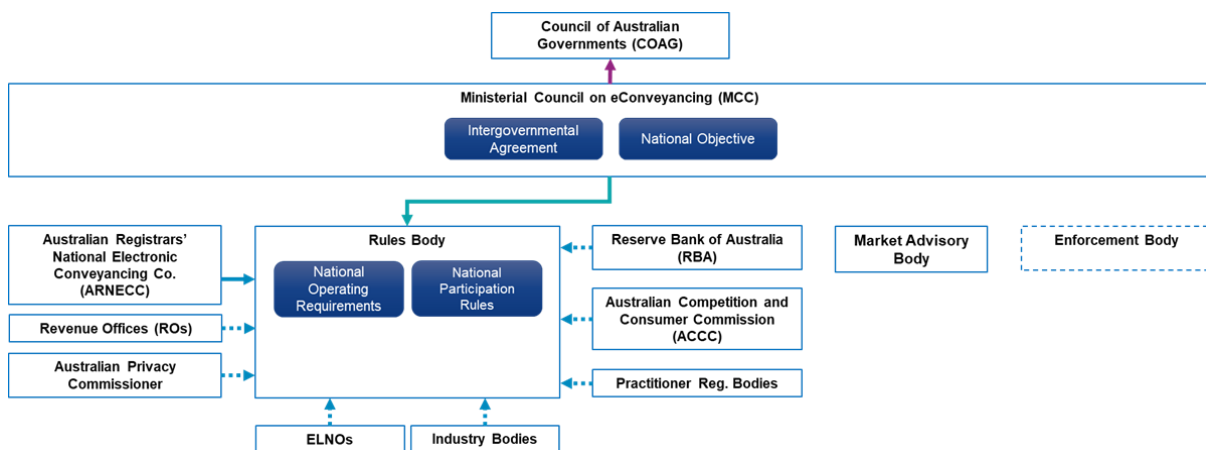 Council of Australian
Governments (COAG)
Ministerial Council on eConveyancing (MCC)
Intergovernmental
Agreement
National Objective
Australian Registrars’
National Electronic
Conveyancing Co.
(ARNECC)
Revenue Offices (ROs)
Australian Privacy
Commissioner
Rules Body
National
Operating
Requirements
National
Participation
Rules
Reserve Bank of Australia
(RBA)
Australian Competition and
Consumer Commission
(ACCC)
Practitioner Reg. Bodies
Market Advisory
Body
Enforcement Body
ELNOs
Industry Bodies